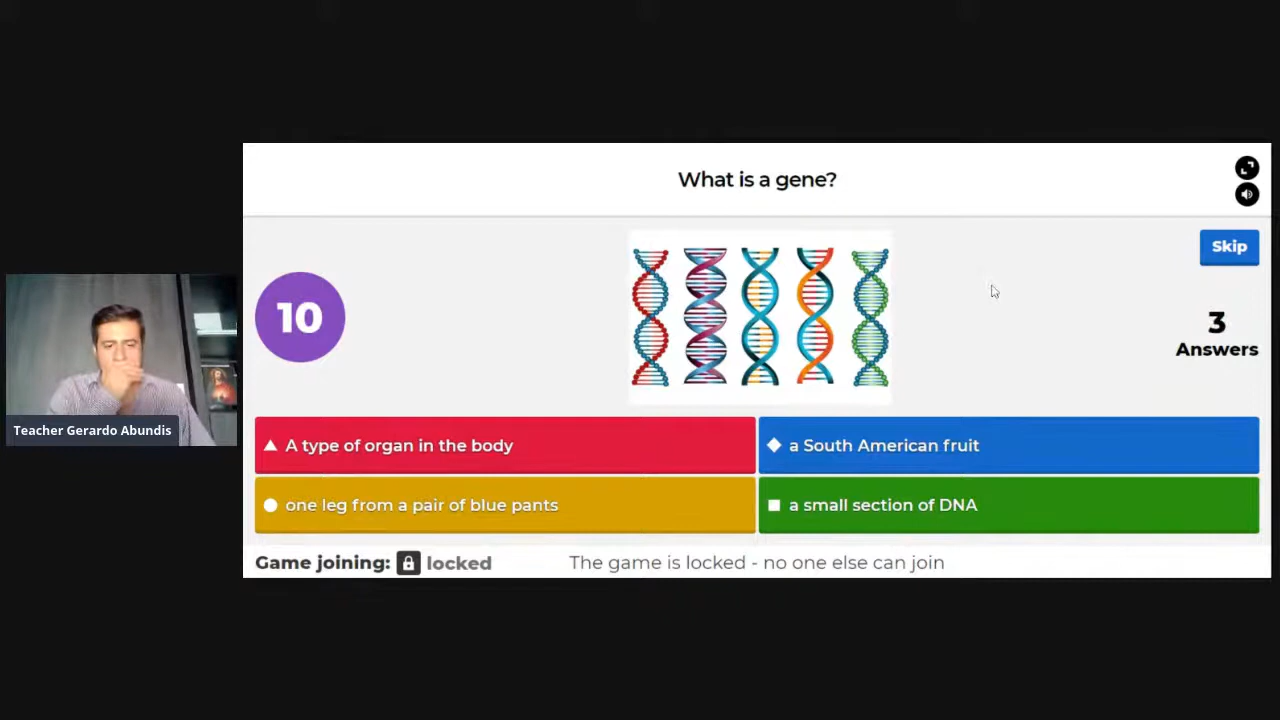 What is a gene?
Skip
10
3
Answers
A type of organ in the body
a South American fruit
one leg from a pair of blue pants
a small section of DNA
Teacher Gerardo Abundis
Game joining: locked
The game is locked - no one else can join